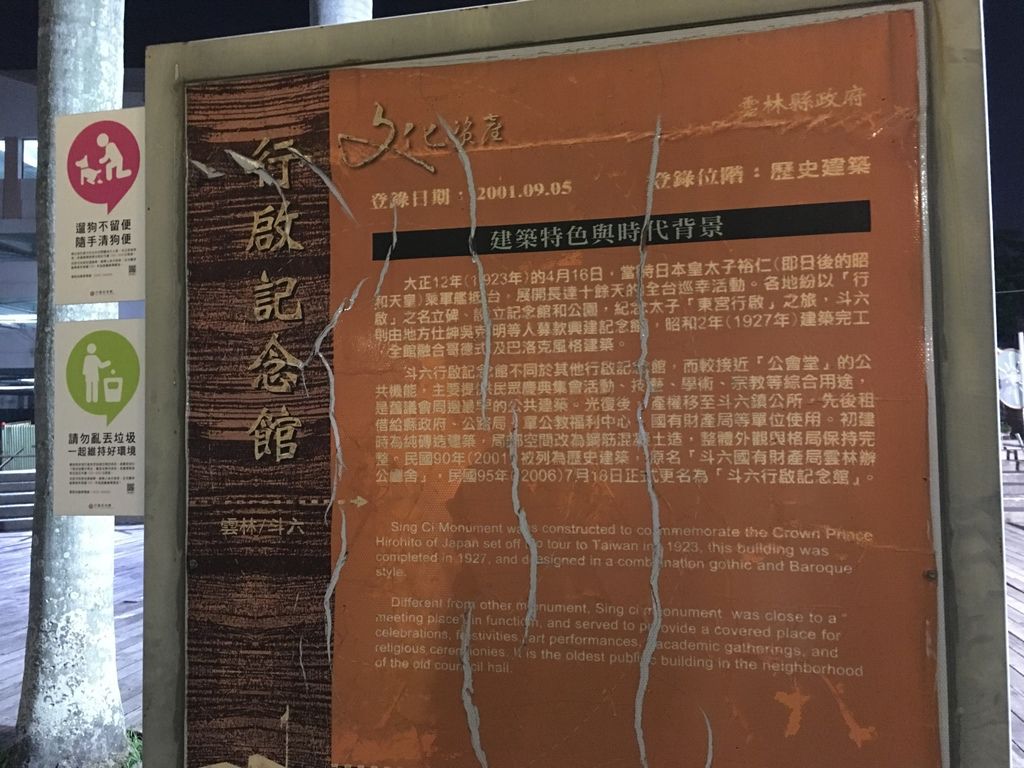 雲林縣政府
文化資產
登錄日期：2001.09.05
登錄位階：歷史建築
行啟記念館
雲林/斗六
建築特色與時代背景
大正12年(1923年)的4月16日，當時日本皇太子裕仁(即日後的昭
和天皇)乘軍艦抵台，展開長達十餘天的全台巡幸活動。各地紛以「行
啟」之名立碑、設立記念館和公園，紀念太子「東宮行啟」之旅，斗六
則由地方仕紳吳克明等人募款興建記念館，昭和2年(1927年)建築完工
，全館融合哥德式及巴洛克風格建築。
斗六行啟記念館不同於其他行啟記念館，而較接近「公會堂」的公
共機能，主要提供民眾慶典集會活動、技藝、學術、宗教等綜合用途，
是舊議會周邊最早的公共建築。光復後，產權移至斗六鎮公所，先後租
借給縣政府、公路局、軍公教福利中心、國有財產局等單位使用。初建
時為純磚造建築，局部空間改為鋼筋混凝土造，整體外觀與格局保持完
整。民國90年(2001)被列為歷史建築，原名「斗六國有財產局雲林辦
公廳舍」，民國95年(2006)7月18日正式更名為「斗六行啟記念館」。
Sing Ci Monument was constructed to commemorate the Crown Prince
Hirohito of Japan set off to tour to Taiwan in 1923, this building was
completed in 1927, and deasigned in a combination gothic and Baroque
style.
Different from other monument, Sing ci monument was close to a "
meeting place" in function, and served to provide a covered place for
celebrations, festivities, art performances, academic gatherings, and
religious ceremonies. It is the oldest public building in the neighborhood
of the old council hall.
遛狗不留便
隨手清狗便
請勿亂丟垃圾
一起維持好環境